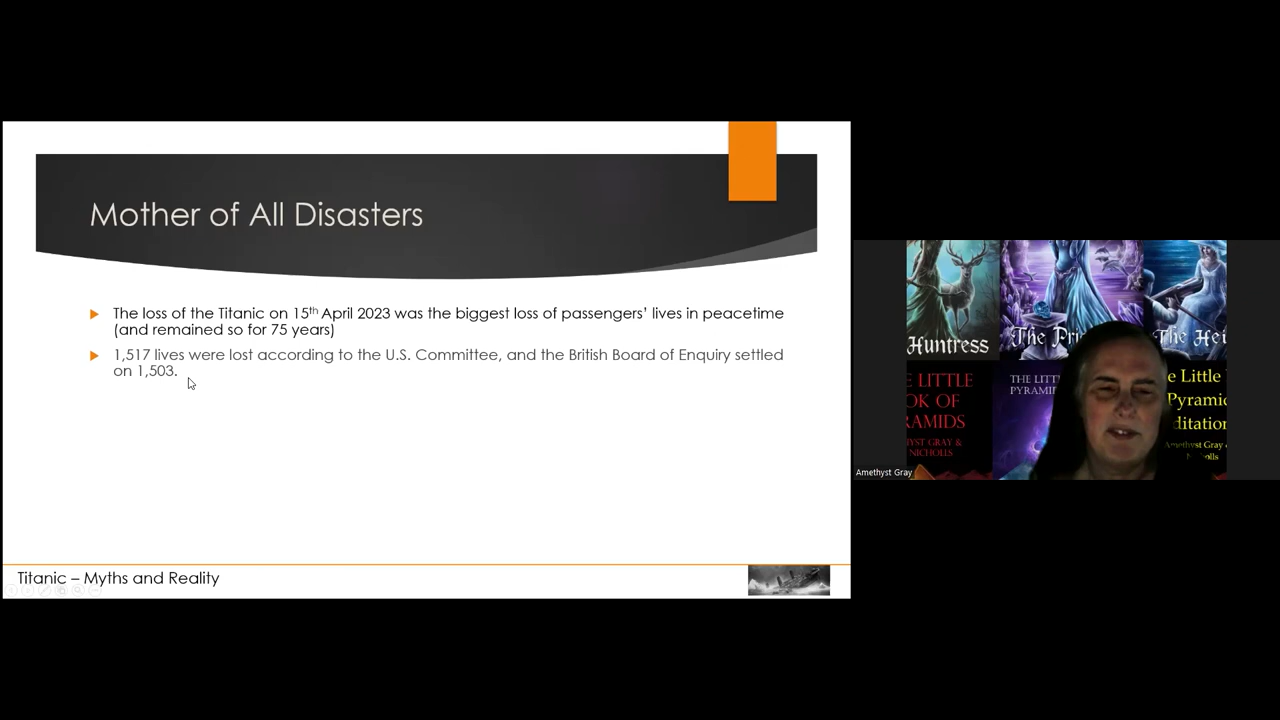 Mother of All Disasters
The loss of the Titanic on 15th April 2023 was the biggest loss of passengers' lives in peacetime
(and remained so for 75 years)
1,517 lives were lost according to the U.S. Committee, and the British Board of Enquiry settled
on 1,503.
Titanic – Myths and Reality
Huntress
The Pri
The Hei
E LITTLE
OK OF
RAMIDS
YST GRAY &
NICHOLLS
THE LITT
PYRAMI
e Little
Pyramid
ditation
Amethyst Gray
Amethyst Gray